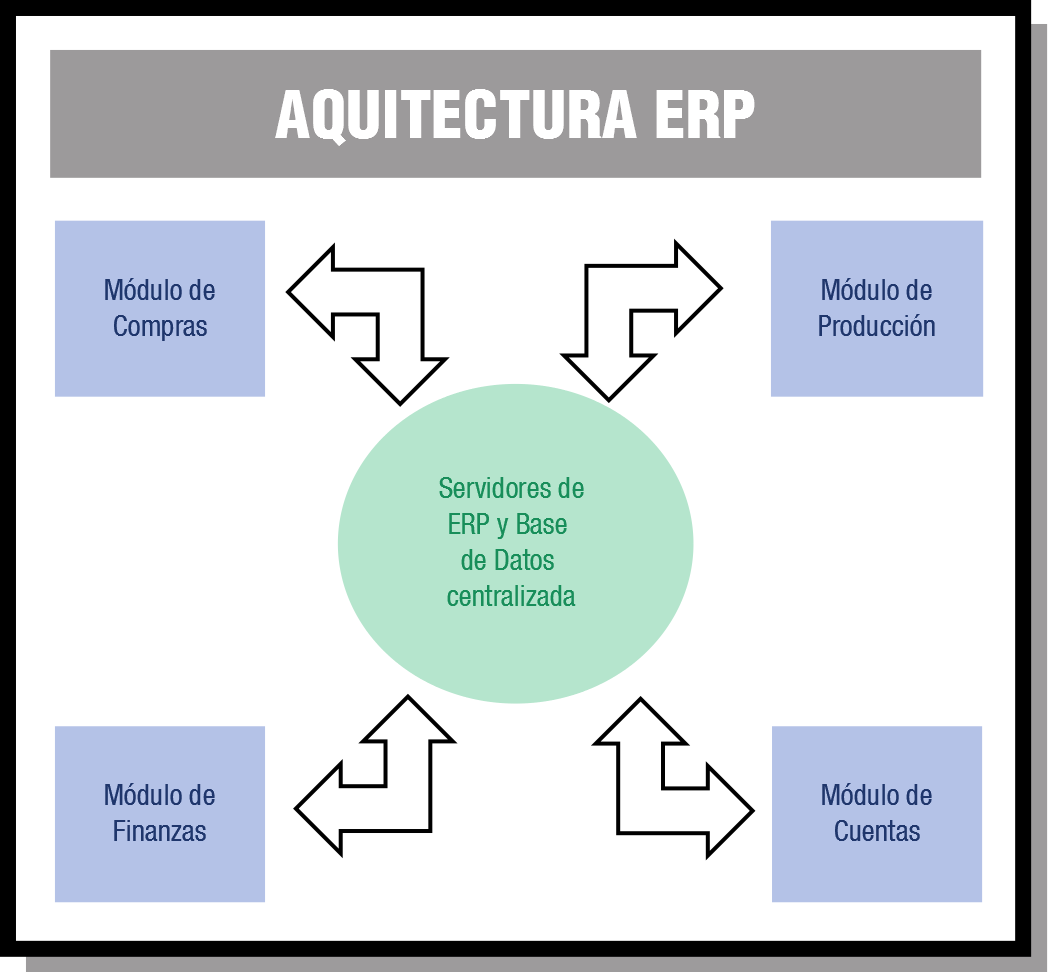 AQUITECTURA ERP
Módulo de
Compras
Módulo de
Producción
Servidores de
ERP y Base
de Datos
centralizada
Módulo de
Finanzas
Módulo de
Cuentas